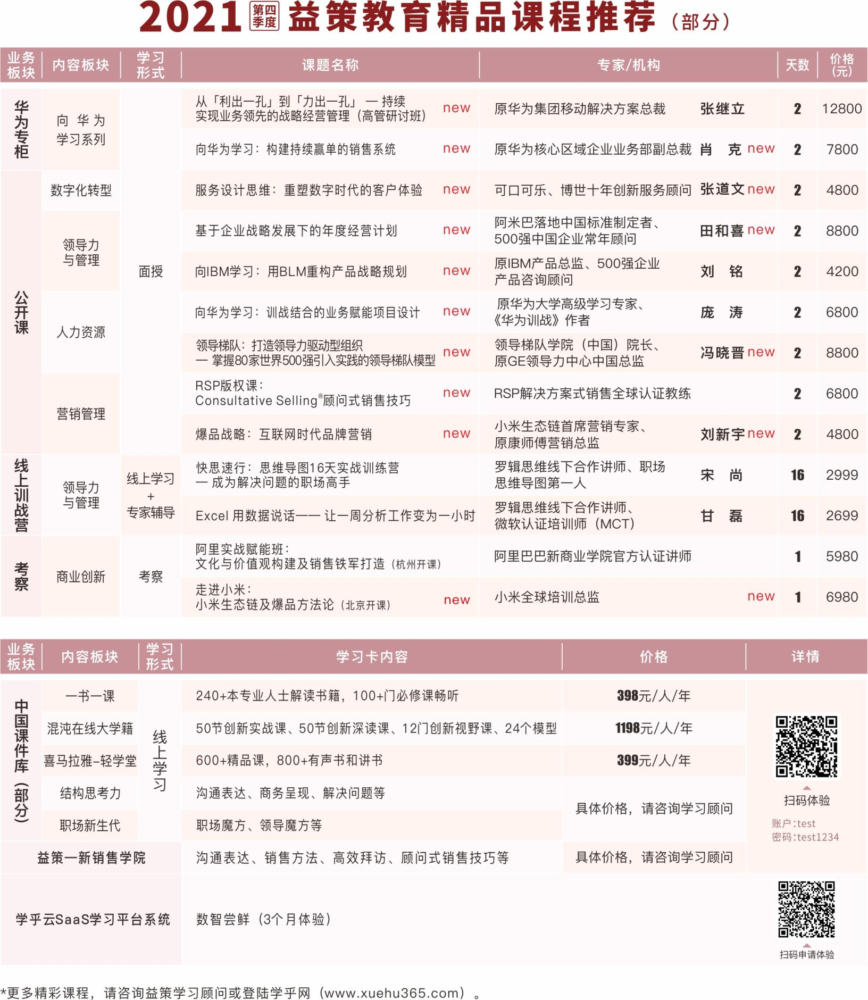 2021 第四季度 益策教育精品课程推荐（部分）
业务板块 内容板块 学习形式 课题名称 专家/机构 天数 价格(元)
华为专柜
向华为
学习系列
面授
从「利出一孔」到「力出一孔」 — 持续
实现业务领先的战略经营管理（高管研讨班） new 原华为集团移动解决方案总裁 张继立 2 12800
向华为学习：构建持续赢单的销售系统 new 原华为核心区域企业业务部副总裁 肖 克 new 2 7800
公开课
数字化转型
服务设计思维：重塑数字时代的客户体验 new 可口可乐、博世十年创新服务顾问 张道文 new 2 4800
领导力
与管理
基于企业战略发展下的年度经营计划 new 阿米巴落地中国标准制定者、
500强中国企业常年顾问 田和喜 new 2 8800
向IBM学习：用BLM重构产品战略规划 new 原IBM产品总监、500强企业
产品咨询顾问 刘 铭 2 4200
人力资源
向华为学习：训战结合的业务赋能项目设计 new 原华为大学高级学习专家、
《华为训战》作者 庞 涛 2 6800
领导梯队：打造领导力驱动型组织
— 掌握80家世界500强引入实践的领导梯队模型 new 领导梯队学院（中国）院长、
原GE领导力中心中国总监 冯晓晋 new 2 8800
营销管理
RSP版权课：
Consultative Selling®顾问式销售技巧 new RSP解决方案式销售全球认证教练 2 6800
爆品战略：互联网时代品牌营销 new 小米生态链首席营销专家、
原康师傅营销总监 刘新宇 new 2 4800
线上训战营
领导力
与管理
线上学习
+
专家辅导
快思速行：思维导图16天实战训练营
— 成为解决问题的职场高手 罗辑思维线下合作讲师、职场
思维导图第一人 宋 尚 16 2999
Excel 用数据说话—— 让一周分析工作变为一小时 罗辑思维线下合作讲师、
微软认证培训师（MCT） 甘 磊 16 2699
考察
商业创新
考察
阿里实战赋能班：
文化与价值观构建及销售铁军打造（杭州开课） 阿里巴巴新商业学院官方认证讲师 1 5980
走进小米：
小米生态链及爆品方法论（北京开课） new 小米全球培训总监 new 1 6980
业务板块 内容板块 学习形式 学习卡内容 价格 详情
中国课件库（部分）
线上学习
一书一课 240+本专业人士解读书籍，100+门必修课畅听 398元/人/年
混沌在线大学籍 50节创新实战课、50节创新深读课、12门创新视野课、24个模型 1198元/人/年
喜马拉雅-轻学堂 600+精品课，800+有声书和讲书 399元/人/年
结构思考力 沟通表达、商务呈现、解决问题等
具体价格，请咨询学习顾问
职场新生代 职场魔方、领导魔方等
扫码体验
账户:test
密码:test1234
益策—新销售学院 沟通表达、销售方法、高效拜访、顾问式销售技巧等 具体价格，请咨询学习顾问
学乎云SaaS学习平台系统 数智尝鲜（3个月体验）
扫码申请体验
*更多精彩课程，请咨询益策学习顾问或登陆学乎网（www.xuehu365.com）。